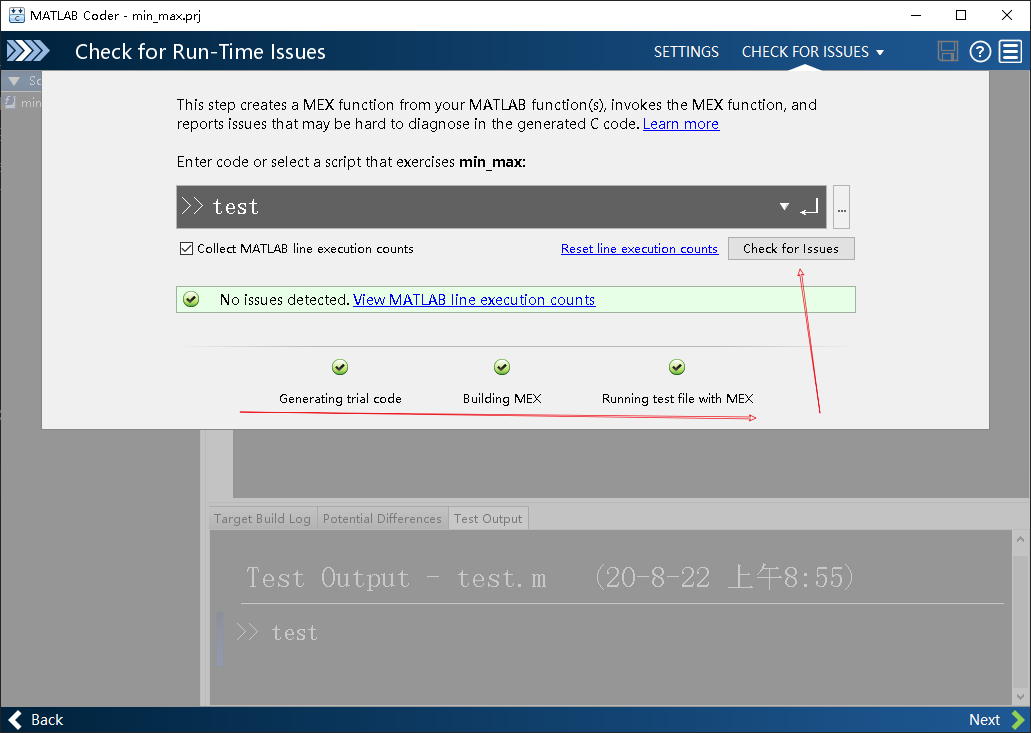 MATLAB Coder - min_max.prj
Check for Run-Time Issues
SETTINGS
CHECK FOR ISSUES
This step creates a MEX function from your MATLAB function(s), invokes the MEX function, and
reports issues that may be hard to diagnose in the generated C code. Learn more
Enter code or select a script that exercises min_max:
>> test
...
Collect MATLAB line execution counts
Reset line execution counts
Check for Issues
No issues detected. View MATLAB line execution counts
Generating trial code
Building MEX
Running test file with MEX
Target Build Log
Potential Differences
Test Output
Test Output - test.m (20-8-22 上午8:55)
>> test
Back
Next